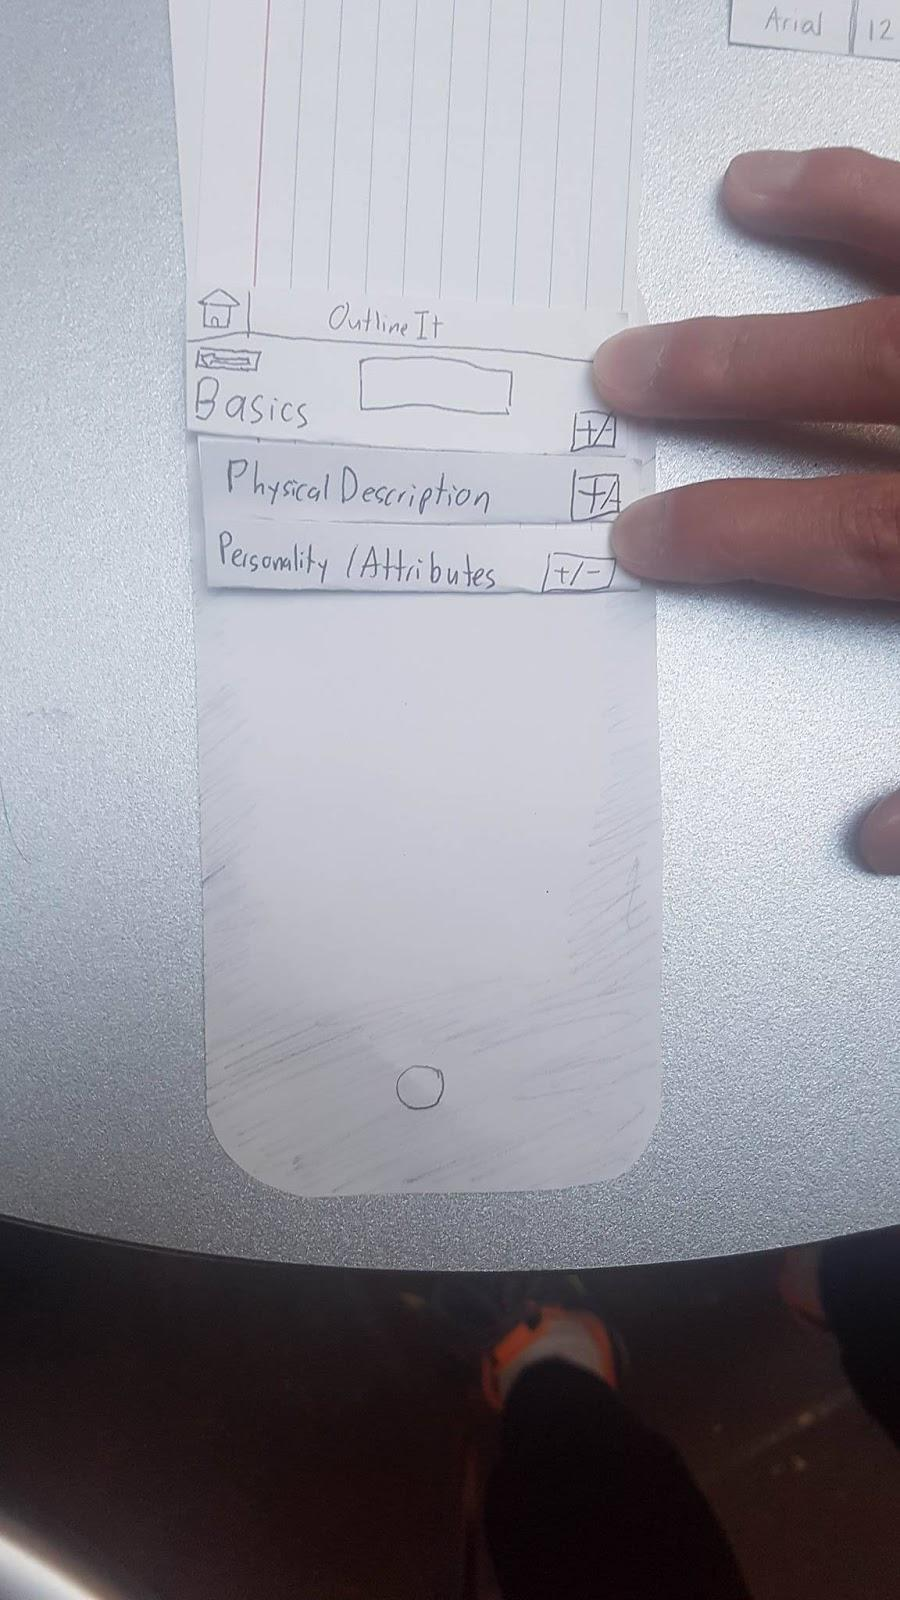 Arial 12
Outline It
Basics
+/-
Physical Description +/-
Personality / Attributes +/-